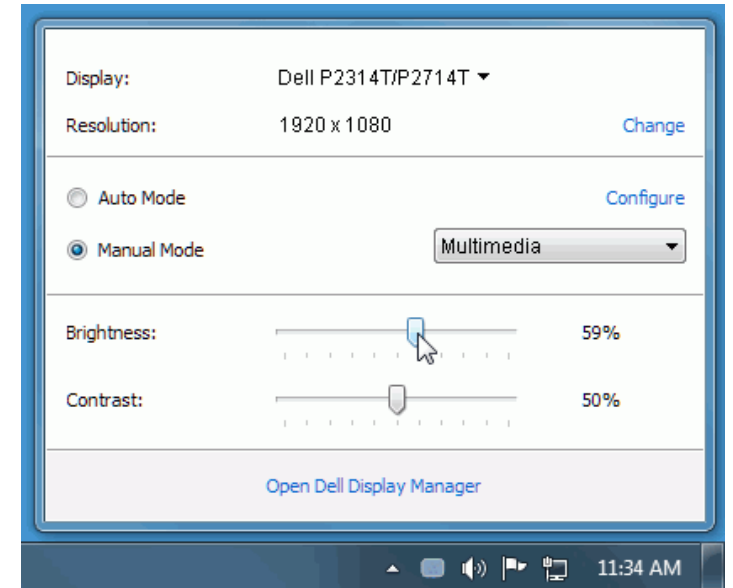 Display: Dell P2314T/P2714T
Resolution: 1920 x 1080 Change
Auto Mode Configure
Manual Mode Multimedia
Brightness: 59%
Contrast: 50%
Open Dell Display Manager
11:34 AM